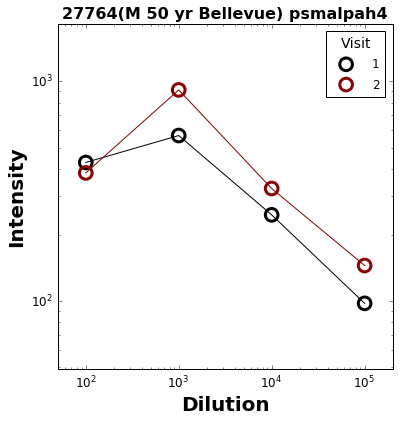 27764(M 50 yr Bellevue) psmalpah4
Visit
1
2
Intensity
10³
10²
10² 10³ 10⁴ 10⁵
Dilution